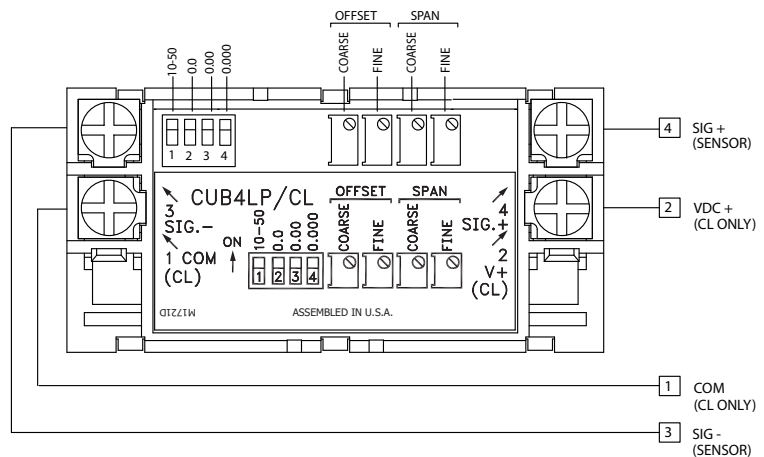 OFFSET SPAN
COARSE FINE COARSE FINE
10-50 0.0 0.00 0.000
1 2 3 4
4 SIG +
(SENSOR)
2 VDC +
(CL ONLY)
CUB4LP/CL
3
SIG.-
1 COM
(CL)
ON
10-50 0.0 0.00 0.000
1 2 3 4
OFFSET SPAN
COARSE FINE COARSE FINE
4
SIG.+
2
V+
(CL)
M1721D
ASSEMBLED IN U.S.A.
1 COM
(CL ONLY)
3 SIG -
(SENSOR)